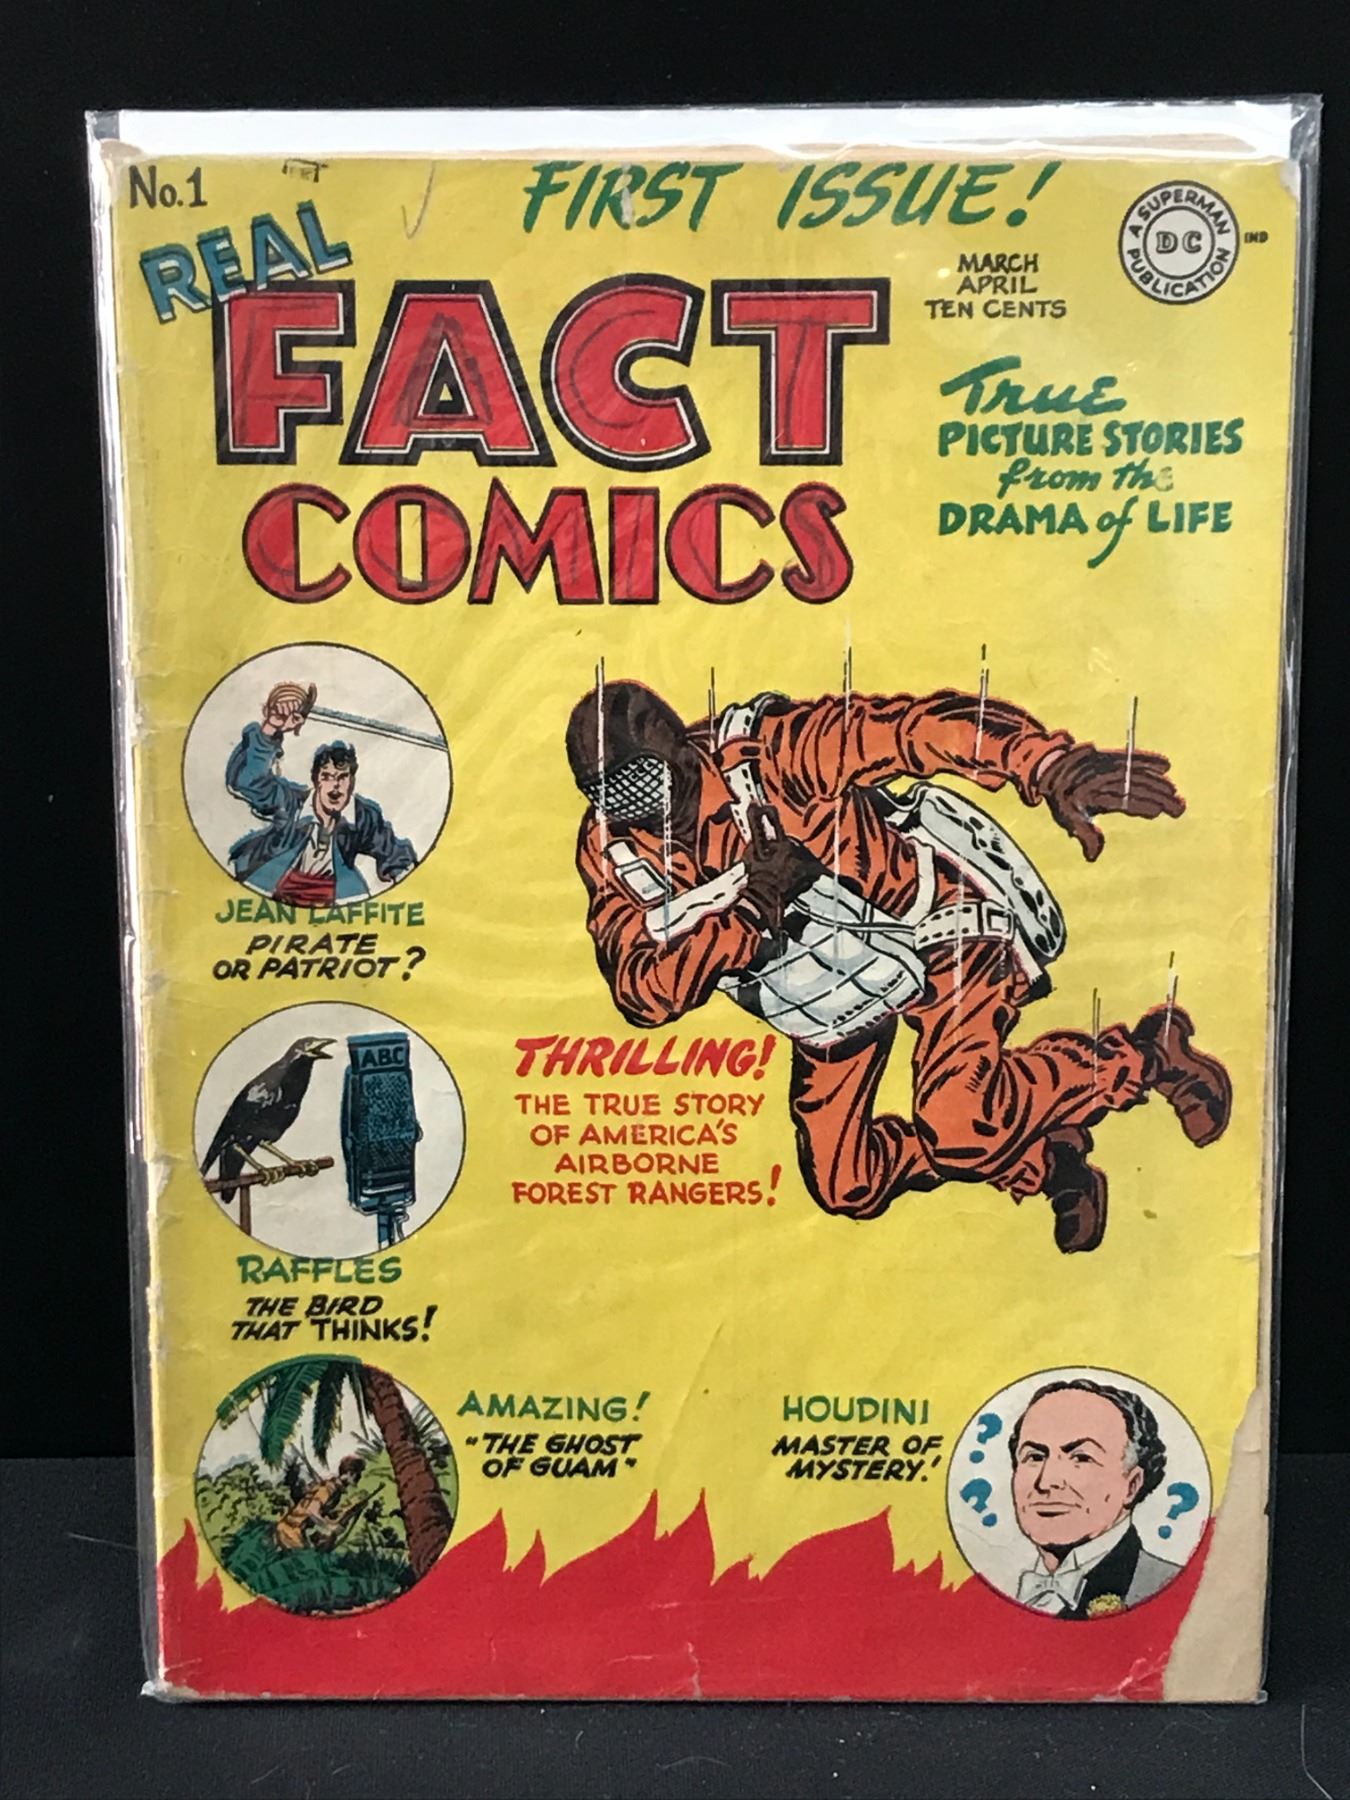 No.1
FIRST ISSUE!
A SUPERMAN
DC
PUBLICATION
IND
REAL
FACT
COMICS
MARCH
APRIL
TEN CENTS
True
PICTURE STORIES
from the
DRAMA of LIFE
JEAN LAFFITE
PIRATE
OR PATRIOT?
ABC
RAFFLES
THE BIRD
THAT THINKS!
THRILLING!
THE TRUE STORY
OF AMERICA'S
AIRBORNE
FOREST RANGERS!
AMAZING!
"THE GHOST
OF GUAM"
HOUDINI
MASTER OF
MYSTERY!
? ? ?